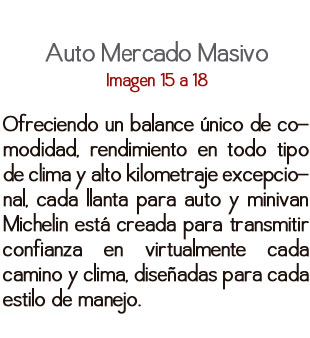 Auto Mercado Masivo
Imagen 15 a 18
Ofreciendo un balance único de co-
modidad, rendimiento en todo tipo
de clima y alto kilometraje excepcio-
nal, cada llanta para auto y minivan
Michelin está creada para transmitir
confianza en virtualmente cada
camino y clima, diseñadas para cada
estilo de manejo.